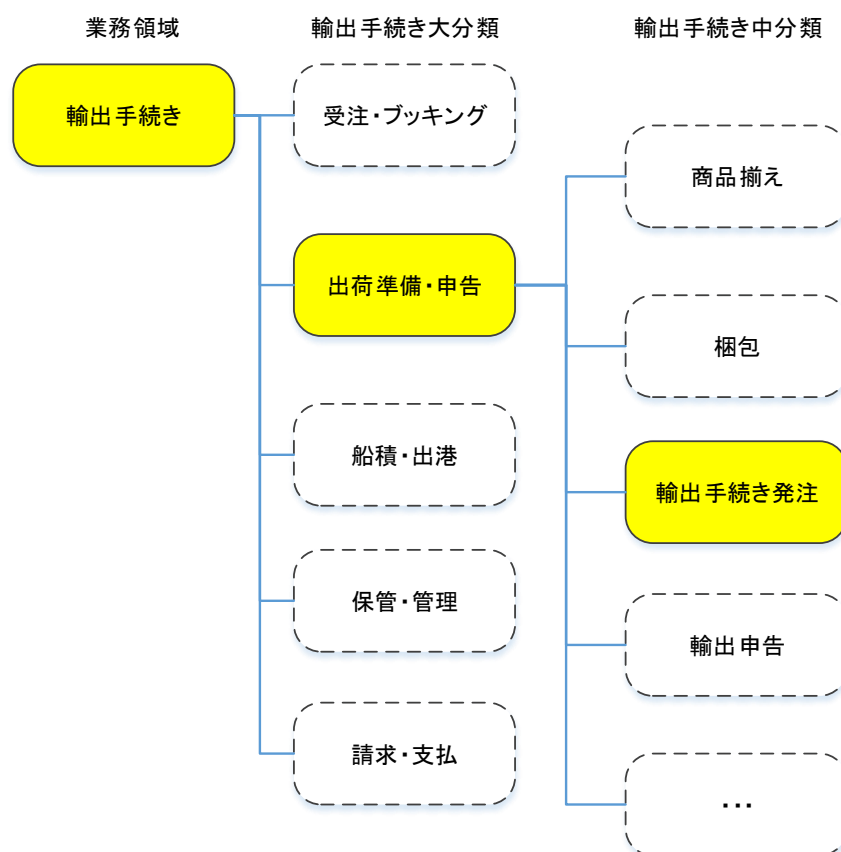 業務領域
輸出手続き大分類
輸出手続き中分類
輸出手続き
受注・ブッキング
商品揃え
出荷準備・申告
梱包
船積・出港
輸出手続き発注
保管・管理
輸出申告
請求・支払
・・・